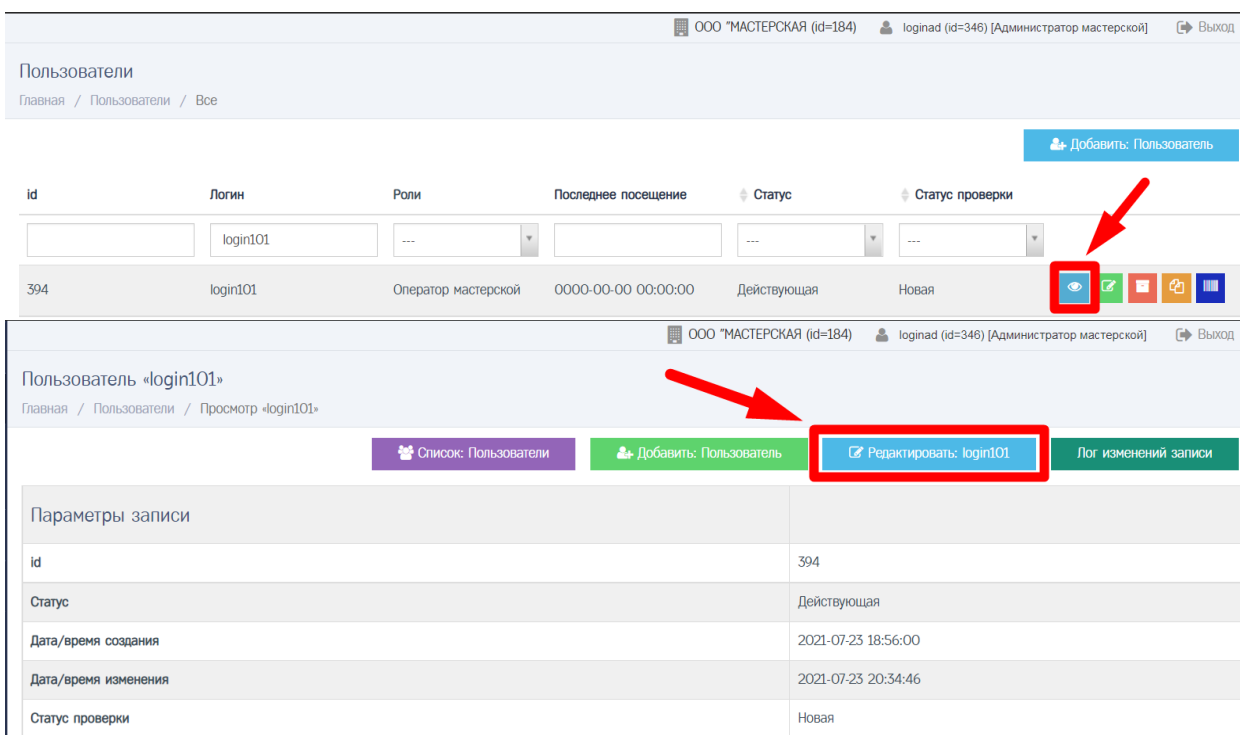 ООО "МАСТЕРСКАЯ (id=184) loginad (id=346) [Администратор мастерской] Выход
Пользователи
Главная / Пользователи / Все
Добавить: Пользователь
id Логин Роли Последнее посещение Статус Статус проверки
login101 --- --- ---
394 login101 Оператор мастерской 0000-00-00 00:00:00 Действующая Новая
ООО "МАСТЕРСКАЯ (id=184) loginad (id=346) [Администратор мастерской] Выход
Пользователь «login101»
Главная / Пользователи / Просмотр «login101»
Список: Пользователи Добавить: Пользователь Редактировать: login101 Лог изменений записи
Параметры записи
id 394
Статус Действующая
Дата/время создания 2021-07-23 18:56:00
Дата/время изменения 2021-07-23 20:34:46
Статус проверки Новая